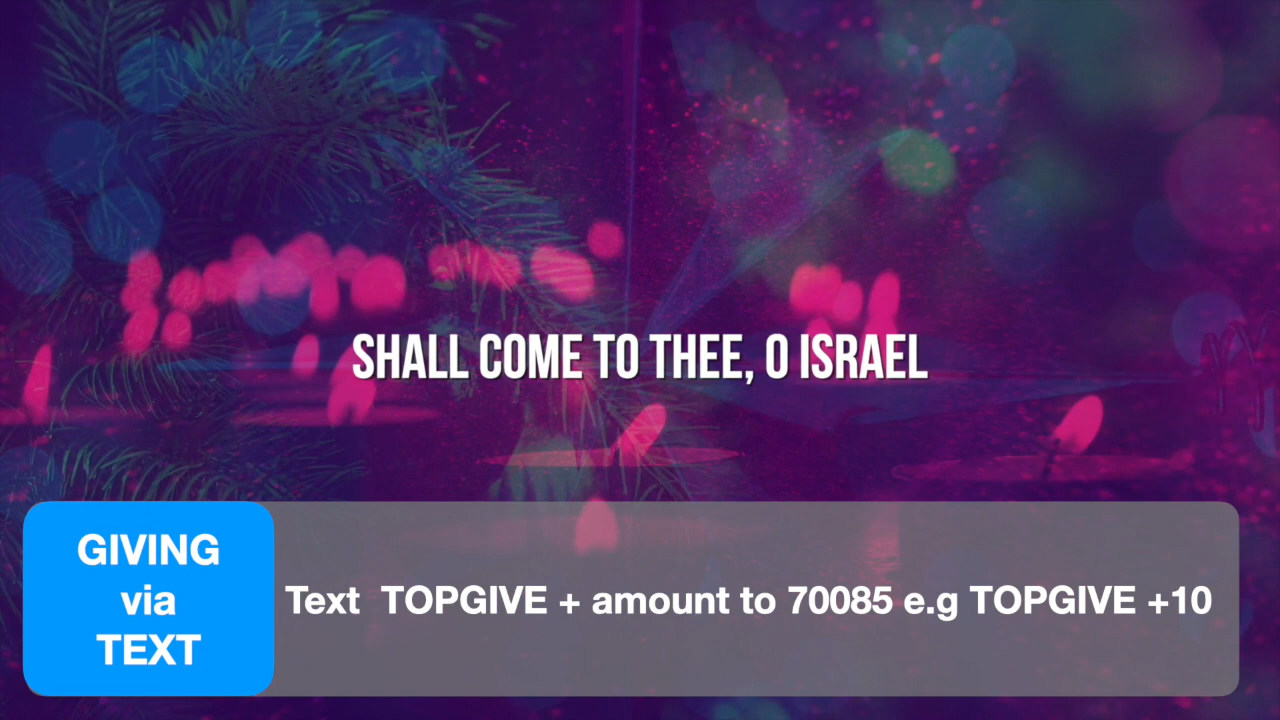 SHALL COME TO THEE, O ISRAEL
GIVING
via
TEXT
Text  TOPGIVE + amount to 70085 e.g TOPGIVE +10